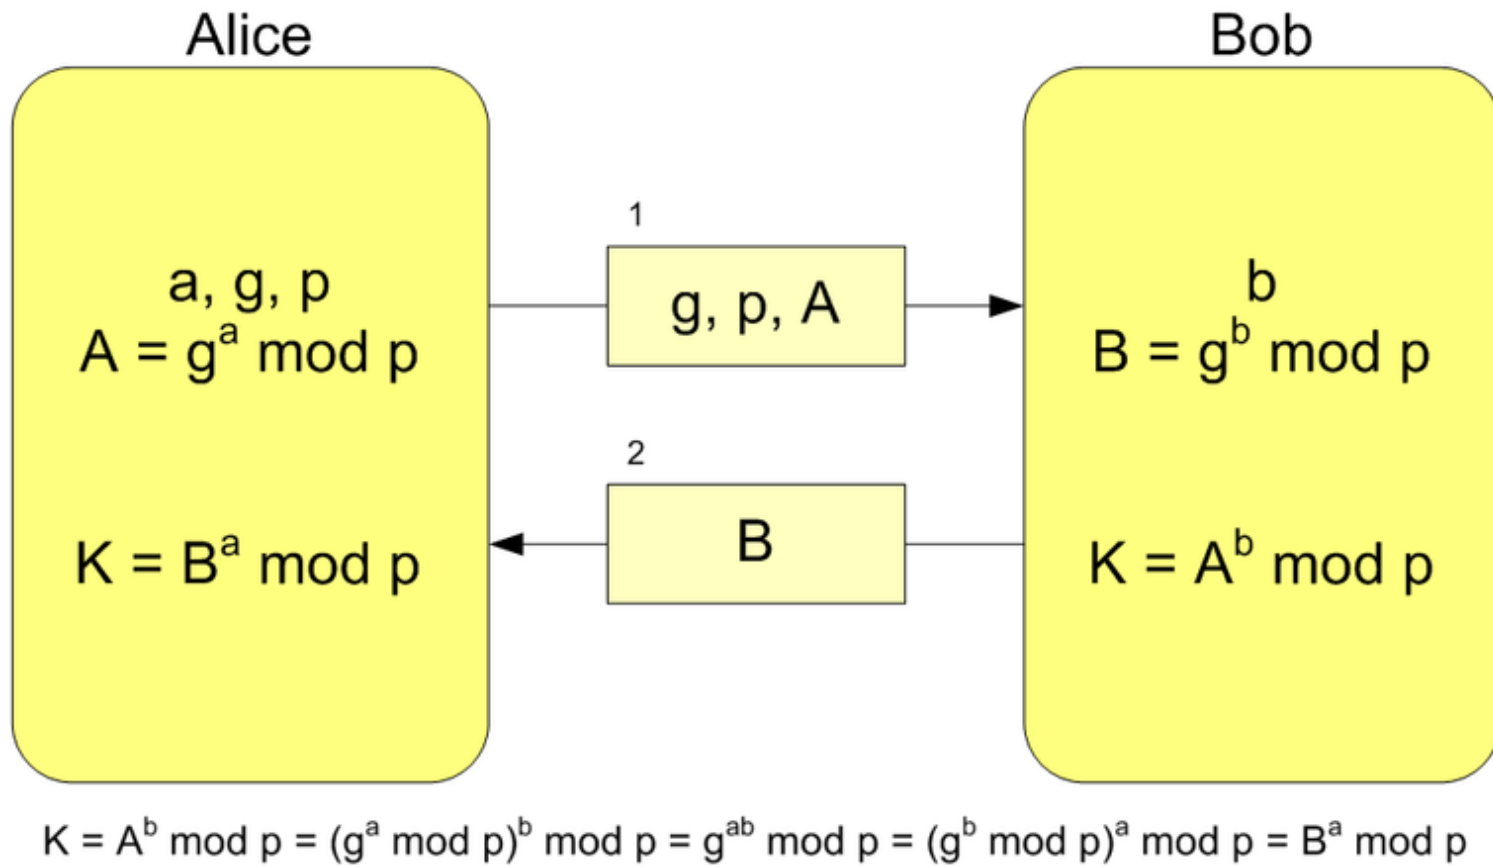 Alice
Bob
a, g, p
A = gᵃ mod p
K = Bᵃ mod p
1
g, p, A
2
B
b
B = gᵇ mod p
K = Aᵇ mod p
K = Aᵇ mod p = (gᵃ mod p)ᵇ mod p = gᵃᵇ mod p = (gᵇ mod p)ᵃ mod p = Bᵃ mod p